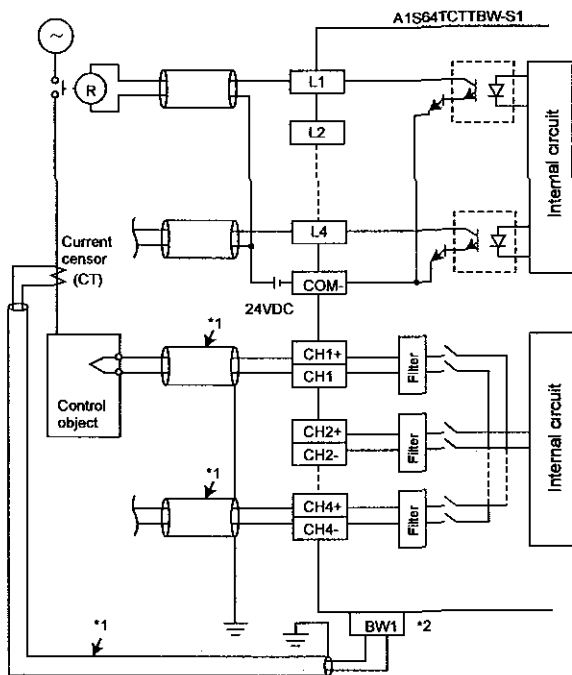 A1S64TCTTBW-S1
~
R
L1
L2
L4
COM-
24VDC
Internal circuit
Current
censor
(CT)
*1
CH1+
CH1
Filter
Control
object
CH2+
CH2-
Filter
Internal circuit
*1
CH4+
CH4-
Filter
*1
BW1
*2